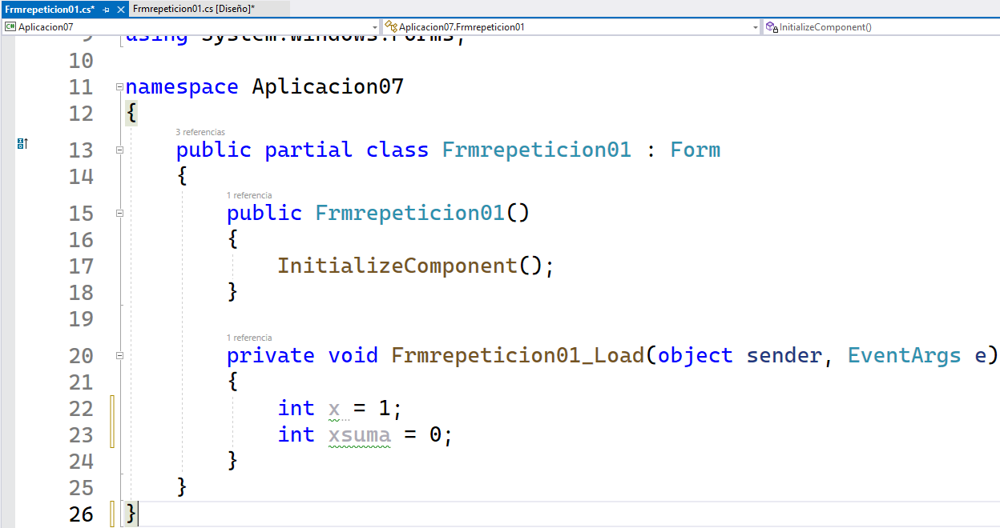 Frmrepeticion01.cs* Frmrepeticion01.cs [Diseño]*
Aplicacion07 Aplicacion07.Frmrepeticion01 InitializeComponent()
9 using System.Windows.Forms;
10
11 namespace Aplicacion07
12 {
3 referencias
13 public partial class Frmrepeticion01 : Form
14 {
1 referencia
15 public Frmrepeticion01()
16 {
17 InitializeComponent();
18 }
19
1 referencia
20 private void Frmrepeticion01_Load(object sender, EventArgs e)
21 {
22 int x = 1;
23 int xsuma = 0;
24 }
25 }
26 }